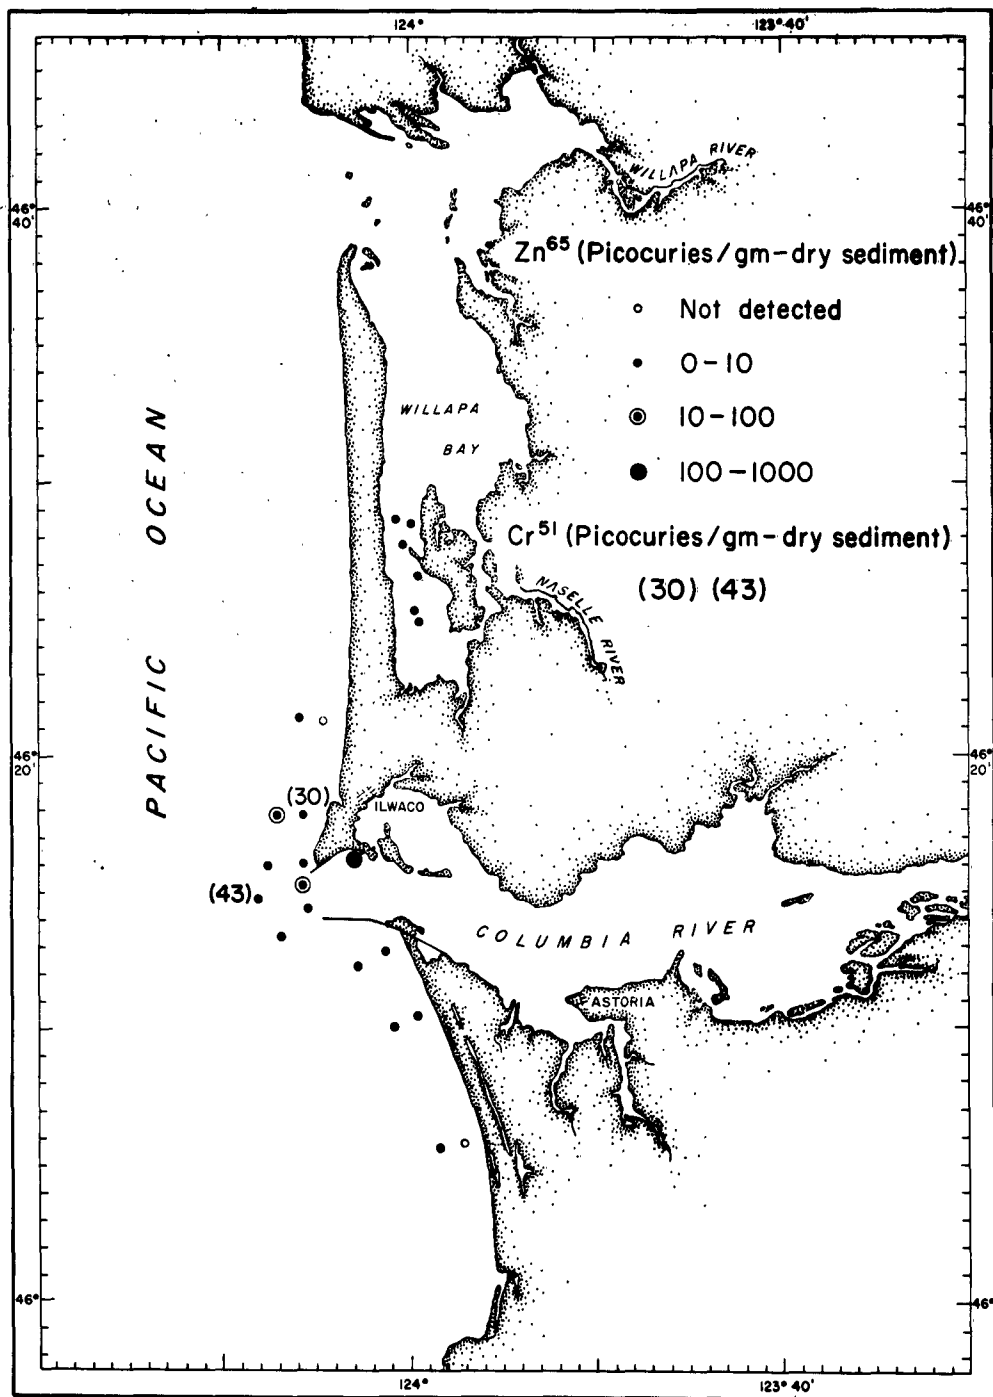 124° 123° 40'
WILLAPA RIVER
46° 40' 46° 40'
Zn65 (Picocuries/gm-dry sediment)
Not detected
0-10
10-100
100-1000
WILLAPA
BAY
Cr51 (Picocuries/gm-dry sediment)
(30) (43)
NASELLE RIVER
PACIFIC OCEAN
46° 20' 46° 20'
(30)
ILWACO
(43)
COLUMBIA RIVER
ASTORIA
46° 46°
124° 123° 40'